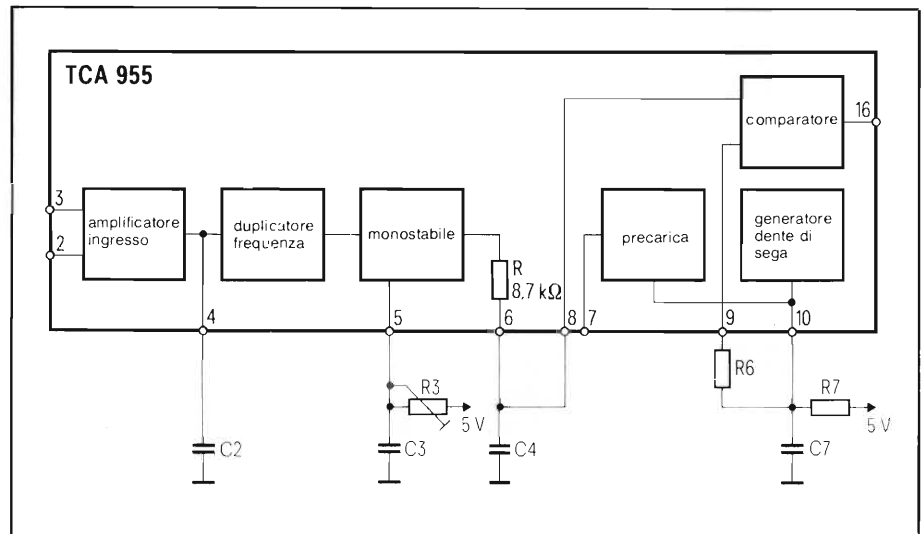 TCA 955
comparatore
16
3
2
amplificatore
ingresso
duplicatore
frequenza
monostabile
precarica
generatore
dente di
sega
R
8,7 kΩ
4
5
6
8
7
9
10
R3
5 V
R6
R7
5 V
C2
C3
C4
C7